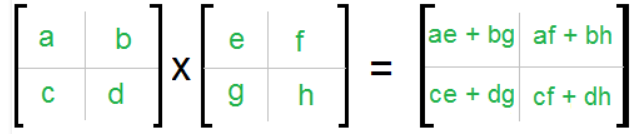 a b × e f = ae + bg af + bh
c d g h ce + dg cf + dh